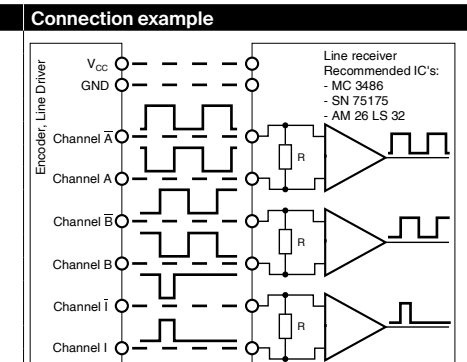 Connection example
Encoder, Line Driver
VCC
GND
Channel A̅
Channel A
Channel B̅
Channel B
Channel I̅
Channel I
Line receiver
Recommended IC's:
- MC 3486
- SN 75175
- AM 26 LS 32
R
R
R